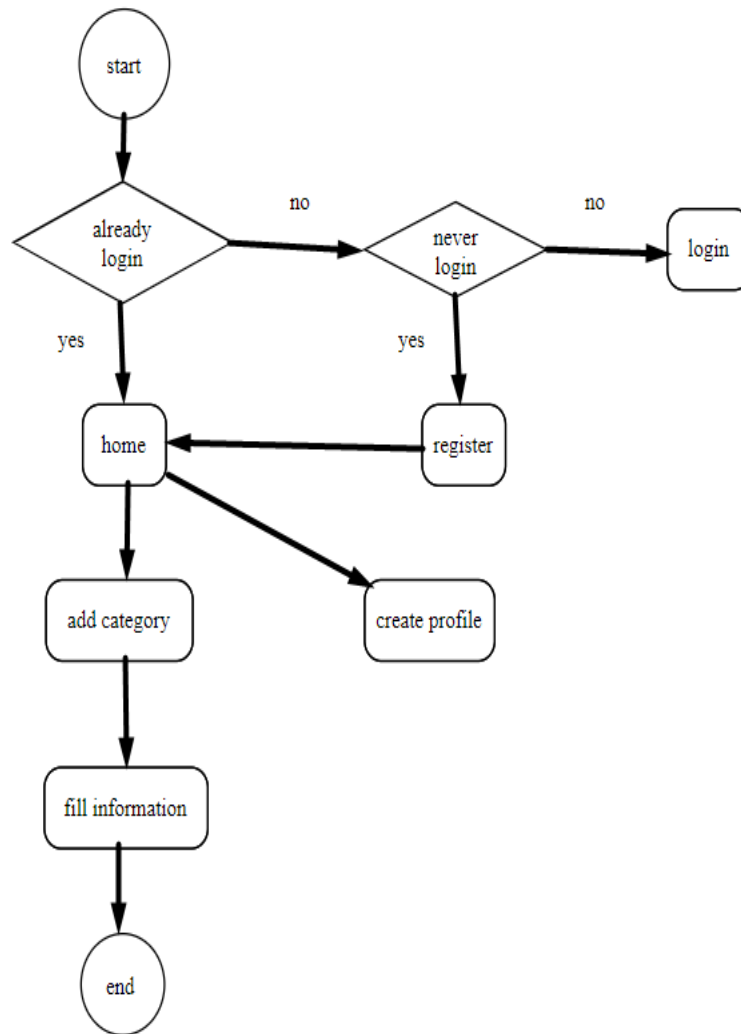 start
already
login
no
never
login
no
login
yes
yes
home
register
add category
create profile
fill information
end